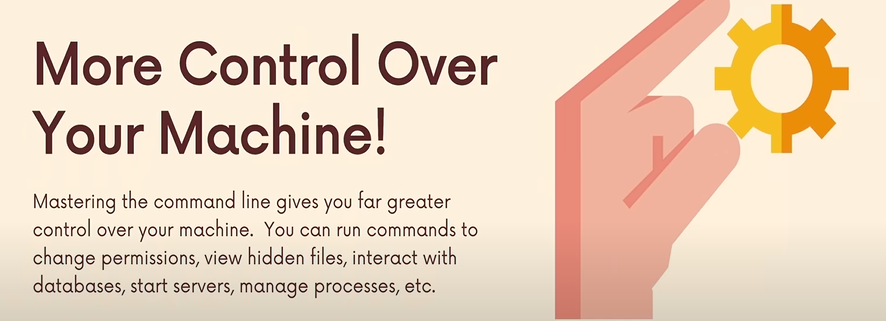 More Control Over
Your Machine!
Mastering the command line gives you far greater
control over your machine.  You can run commands to
change permissions, view hidden files, interact with
databases, start servers, manage processes, etc.